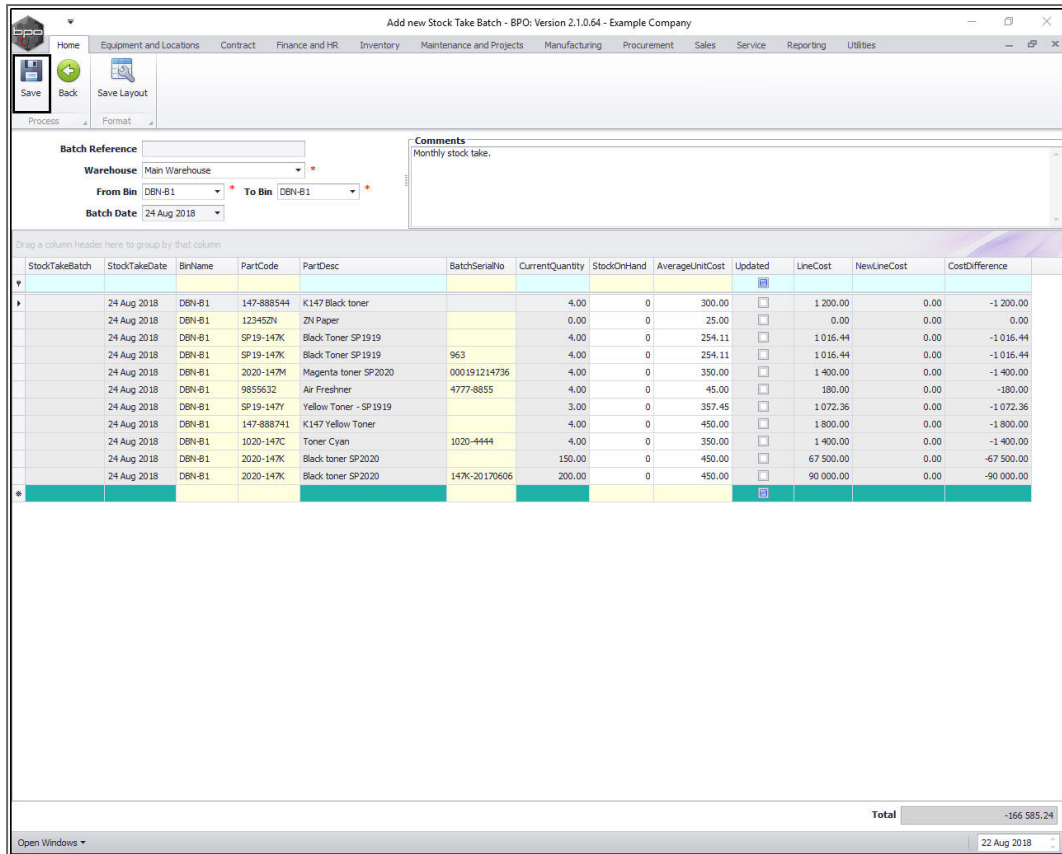 Add new Stock Take Batch - BPO: Version 2.1.0.64 - Example Company
bpo
Home Equipment and Locations Contract Finance and HR Inventory Maintenance and Projects Manufacturing Procurement Sales Service Reporting Utilities
Save Back Save Layout
Process Format
Batch Reference
Warehouse Main Warehouse *
From Bin DBN-B1 * To Bin DBN-B1 *
Batch Date 24 Aug 2018
Comments
Monthly stock take.
Drag a column header here to group by that column
StockTakeBatch StockTakeDate BinName PartCode PartDesc BatchSerialNo CurrentQuantity StockOnHand AverageUnitCost Updated LineCost NewLineCost CostDifference
24 Aug 2018 DBN-B1 147-888544 K147 Black toner 4.00 0 300.00 1 200.00 0.00 -1 200.00
24 Aug 2018 DBN-B1 12345ZN ZN Paper 0.00 0 25.00 0.00 0.00 0.00
24 Aug 2018 DBN-B1 SP19-147K Black Toner SP1919 4.00 0 254.11 1 016.44 0.00 -1 016.44
24 Aug 2018 DBN-B1 SP19-147K Black Toner SP1919 963 4.00 0 254.11 1 016.44 0.00 -1 016.44
24 Aug 2018 DBN-B1 2020-147M Magenta toner SP2020 000191214736 4.00 0 350.00 1 400.00 0.00 -1 400.00
24 Aug 2018 DBN-B1 9855632 Air Freshner 4777-8855 4.00 0 45.00 180.00 0.00 -180.00
24 Aug 2018 DBN-B1 SP19-147Y Yellow Toner - SP1919 3.00 0 357.45 1 072.36 0.00 -1 072.36
24 Aug 2018 DBN-B1 147-888741 K147 Yellow Toner 4.00 0 450.00 1 800.00 0.00 -1 800.00
24 Aug 2018 DBN-B1 1020-147C Toner Cyan 1020-4444 4.00 0 350.00 1 400.00 0.00 -1 400.00
24 Aug 2018 DBN-B1 2020-147K Black toner SP2020 150.00 0 450.00 67 500.00 0.00 -67 500.00
24 Aug 2018 DBN-B1 2020-147K Black toner SP2020 147K-20170606 200.00 0 450.00 90 000.00 0.00 -90 000.00
Total -166 585.24
Open Windows 22 Aug 2018